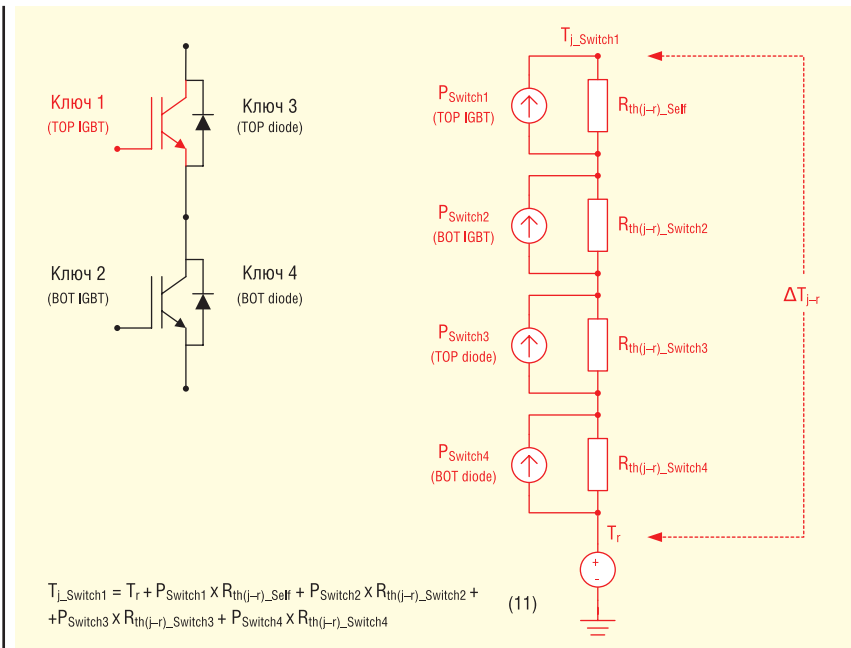 Ключ 1
(TOP IGBT)
Ключ 3
(TOP diode)
Ключ 2
(BOT IGBT)
Ключ 4
(BOT diode)
Tj_Switch1
PSwitch1
(TOP IGBT)
Rth(j–r)_Self
PSwitch2
(BOT IGBT)
Rth(j–r)_Switch2
ΔTj–r
PSwitch3
(TOP diode)
Rth(j–r)_Switch3
PSwitch4
(BOT diode)
Rth(j–r)_Switch4
Tr
+
-
Tj_Switch1 = Tr + PSwitch1 x Rth(j–r)_Self + PSwitch2 x Rth(j–r)_Switch2 +
+PSwitch3 x Rth(j–r)_Switch3 + PSwitch4 x Rth(j–r)_Switch4
(11)